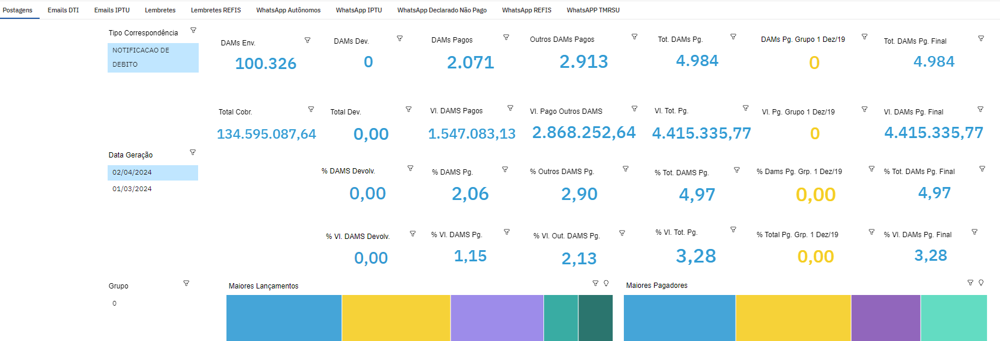 Postagens
Emails DTI
Emails IPTU
Lembretes
Lembretes REFIS
WhatsApp Autônomos
WhatsApp IPTU
WhatsApp Declarado Não Pago
WhatsApp REFIS
WhatsAPP TMRSU
Tipo Correspondência
NOTIFICACAO DE
DEBITO
DAMs Env.
100.326
DAMs Dev.
0
DAMs Pagos
2.071
Outros DAMs Pagos
2.913
Tot. DAMs Pg.
4.984
DAMs Pg. Grupo 1 Dez/19
0
Tot. DAMs Pg. Final
4.984
Total Cobr.
134.595.087,64
Total Dev.
0,00
Vl. DAMS Pagos
1.547.083,13
Vl. Pago Outros DAMS
2.868.252,64
Vl. Tot. Pg.
4.415.335,77
Vl. Pg. Grupo 1 Dez/19
0
Vl. DAMs Pg. Final
4.415.335,77
Data Geração
02/04/2024
01/03/2024
% DAMS Devolv.
0,00
% DAMS Pg.
2,06
% Outros DAMS Pg.
2,90
% Tot. DAMS Pg.
4,97
% Dams Pg. Grp. 1 Dez/19
0,00
% Tot. DAMs Pg. Final
4,97
% Vl. DAMS Devolv.
0,00
% Vl. DAMS Pg.
1,15
% Vl. Out. DAMS Pg.
2,13
% Vl. Tot. Pg.
3,28
% Total Pg. Grp. 1 Dez/19
0,00
% Vl. DAMs Pg. Final
3,28
Grupo
0
Maiores Lançamentos
Maiores Pagadores